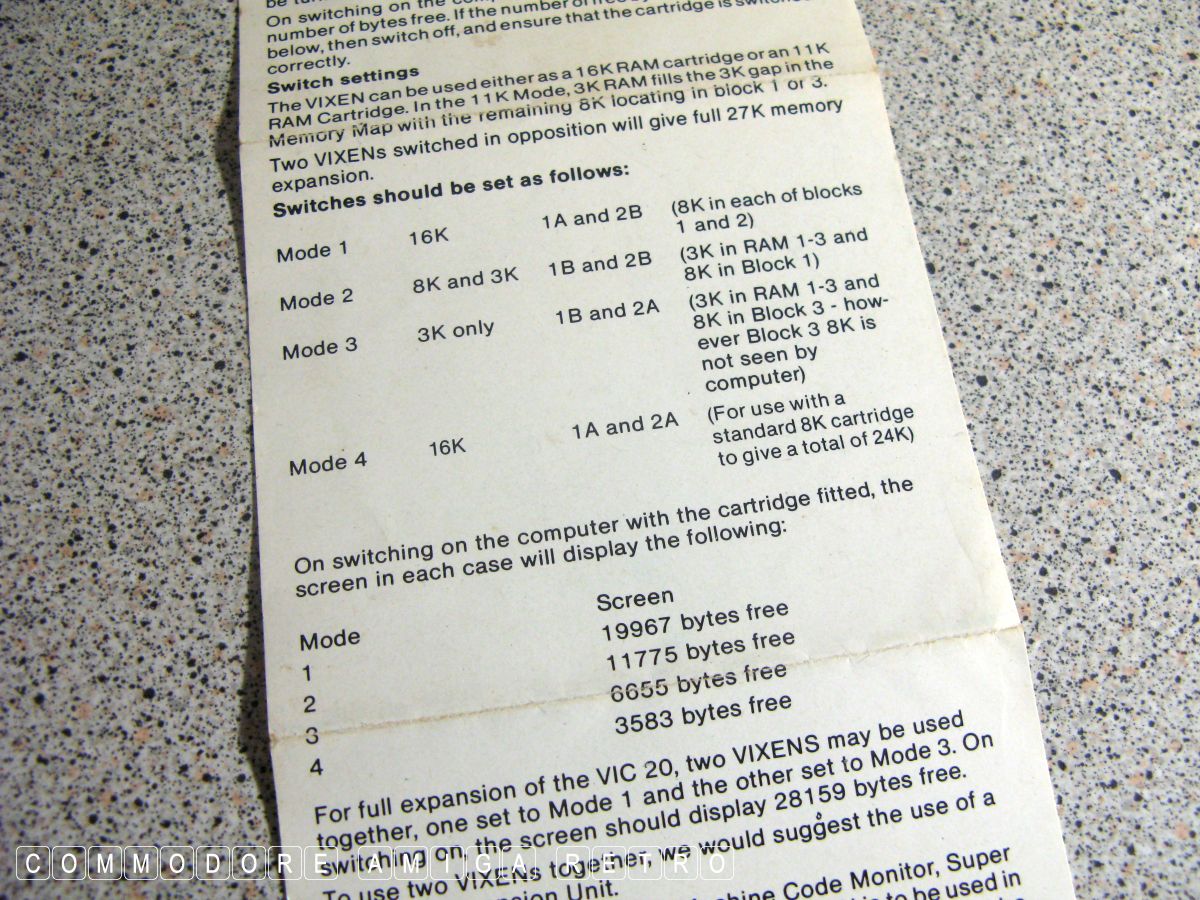 On switching on the
number of bytes free. If the number of free
below, then switch off, and ensure that the cartridge is switched
correctly.
Switch settings
The VIXEN can be used either as a 16K RAM cartridge or an 11K
RAM Cartridge. In the 11K Mode, 3K RAM fills the 3K gap in the
Memory Map with the remaining 8K locating in block 1 or 3.
Two VIXENs switched in opposition will give full 27K memory
expansion.
Switches should be set as follows:
Mode 1 16K 1A and 2B (8K in each of blocks
1 and 2)
Mode 2 8K and 3K 1B and 2B (3K in RAM 1-3 and
8K in Block 1)
Mode 3 3K only 1B and 2A (3K in RAM 1-3 and
8K in Block 3 - how-
ever Block 3 8K is
not seen by
computer)
Mode 4 16K 1A and 2A (For use with a
standard 8K cartridge
to give a total of 24K)
On switching on the computer with the cartridge fitted, the
screen in each case will display the following:
Mode Screen
1 19967 bytes free
2 11775 bytes free
3 6655 bytes free
4 3583 bytes free
For full expansion of the VIC 20, two VIXENS may be used
together, one set to Mode 1 and the other set to Mode 3. On
switching on, the screen should display 28159 bytes free.
To use two VIXENs together, we would suggest the use of a
Unit.
Code Monitor, Super
is to be used in
COMMODORE AMIGA RETRO